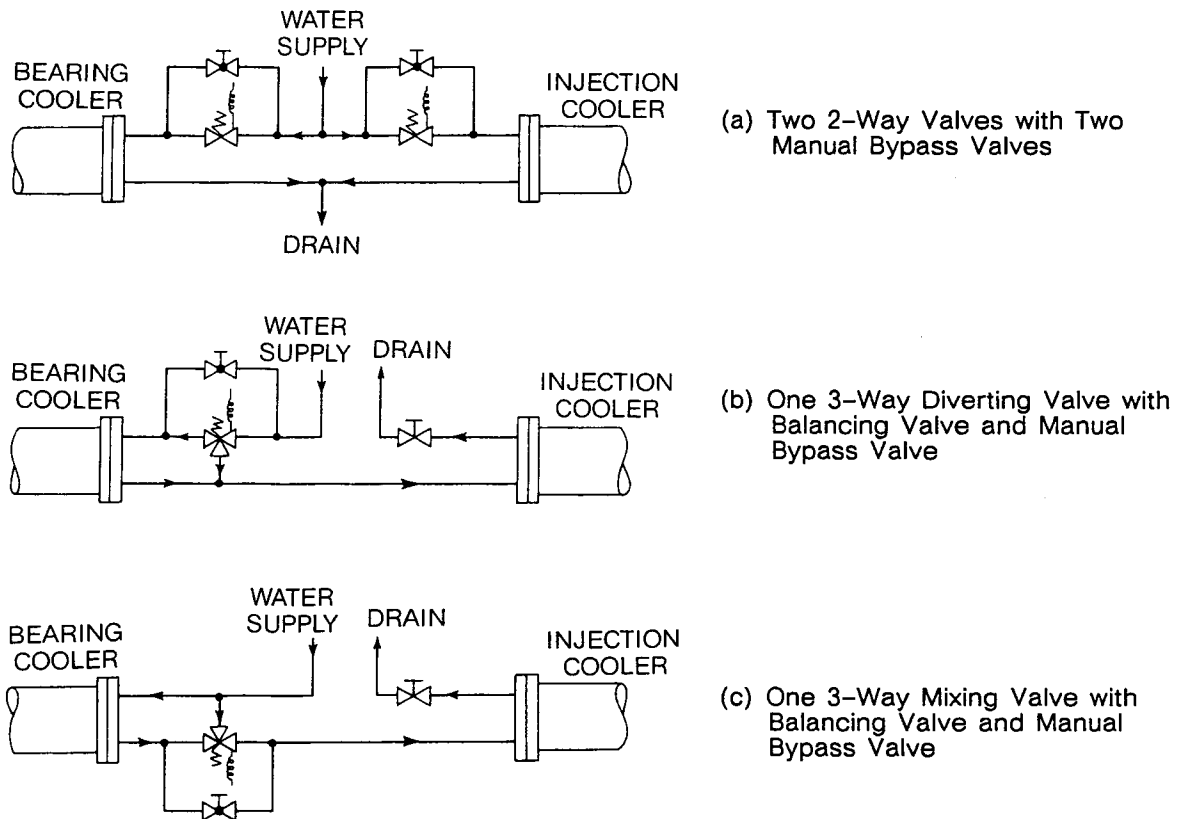 WATER
SUPPLY
BEARING
COOLER
INJECTION
COOLER
DRAIN
(a) Two 2-Way Valves with Two
Manual Bypass Valves
WATER
SUPPLY
DRAIN
BEARING
COOLER
INJECTION
COOLER
(b) One 3-Way Diverting Valve with
Balancing Valve and Manual
Bypass Valve
WATER
SUPPLY
DRAIN
BEARING
COOLER
INJECTION
COOLER
(c) One 3-Way Mixing Valve with
Balancing Valve and Manual
Bypass Valve